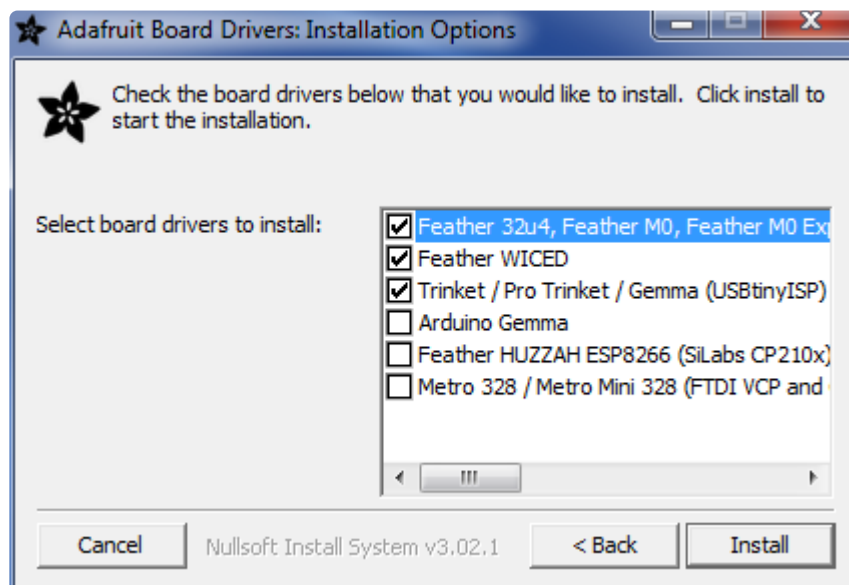 Adafruit Board Drivers: Installation Options
Check the board drivers below that you would like to install. Click install to
start the installation.
Select board drivers to install:
Feather 32u4, Feather M0, Feather M0
Feather WICED
Trinket / Pro Trinket / Gemma (USBtinyISP)
Arduino Gemma
Feather HUZZAH ESP8266 (SiLabs CP210x)
Metro 328 / Metro Mini 328 (FTDI VCP and
Cancel
Nullsoft Install System v3.02.1
< Back
Install